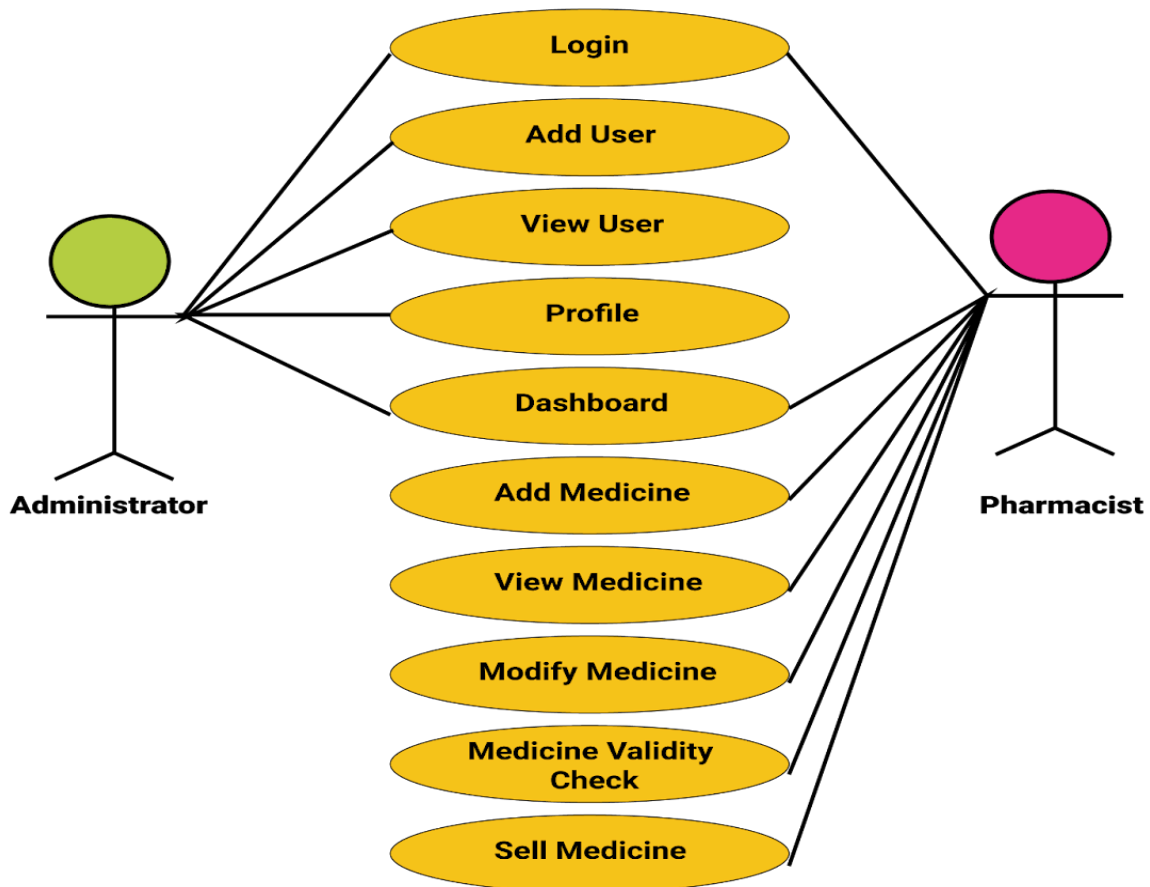 Login
Add User
View User
Profile
Dashboard
Add Medicine
Administrator
Pharmacist
View Medicine
Modify Medicine
Medicine Validity
Check
Sell Medicine